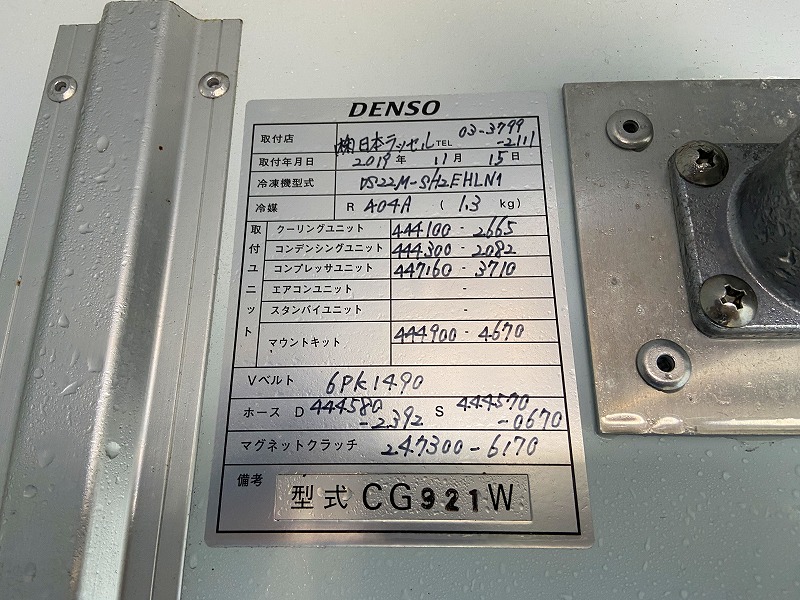 DENSO
取付店 ㈱日本ラッセル TEL 03-3799-2111
取付年月日 2019 年 11 月 15 日
冷凍機型式 DS22M-SH2EHLN1
冷媒 R 404A ( 1.3 kg)
取付ユニット
クーリングユニット 444100 - 2665
コンデンシングユニット 444300 - 2082
コンプレッサユニット 447160 - 3710
エアコンユニット -
スタンバイユニット -
マウントキット 444900 - 4670
Vベルト 6PK1490
ホース D 444580-2392 S 444570-0670
マグネットクラッチ 247300-6170
備考 型式 CG921W